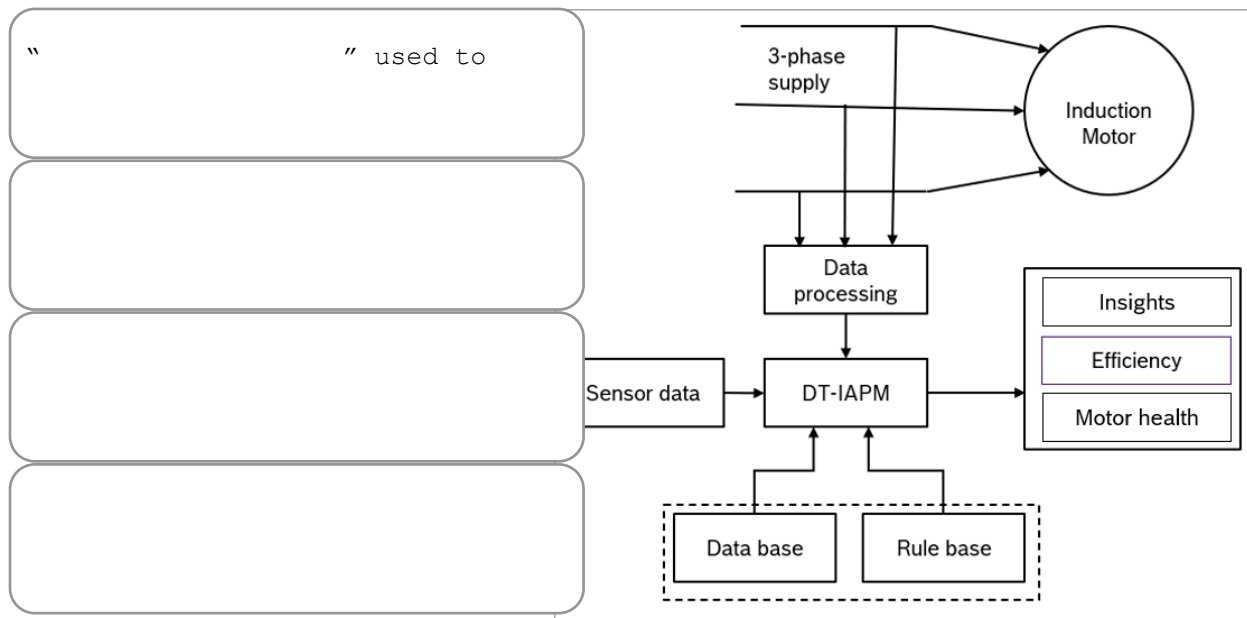 “ ” used to
3-phase
supply
Induction
Motor
Data
processing
Insights
Efficiency
Motor health
Sensor data
DT-IAPM
Data base
Rule base